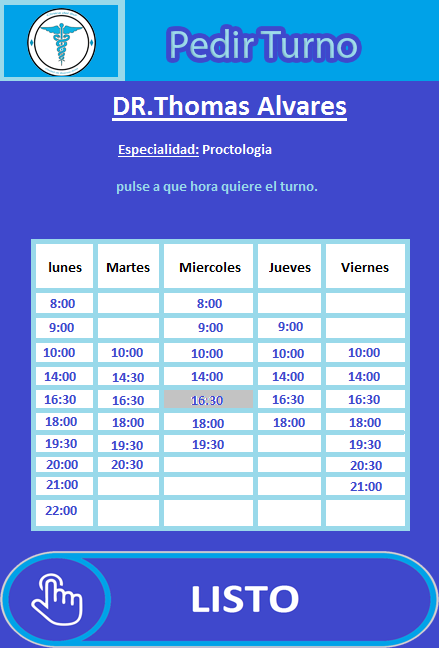 Pedir Turno
DR.Thomas Alvares
Especialidad: Proctologia
pulse a que hora quiere el turno.
lunes Martes Miercoles Jueves Viernes
8:00 8:00
9:00 9:00 9:00
10:00 10:00 10:00 10:00 10:00
14:00 14:30 14:00 14:00 14:00
16:30 16:30 16:30 16:30 16:30
18:00 18:00 18:00 18:00 18:00
19:30 19:30 19:30 19:30
20:00 20:30 20:30
21:00 21:00
22:00
LISTO